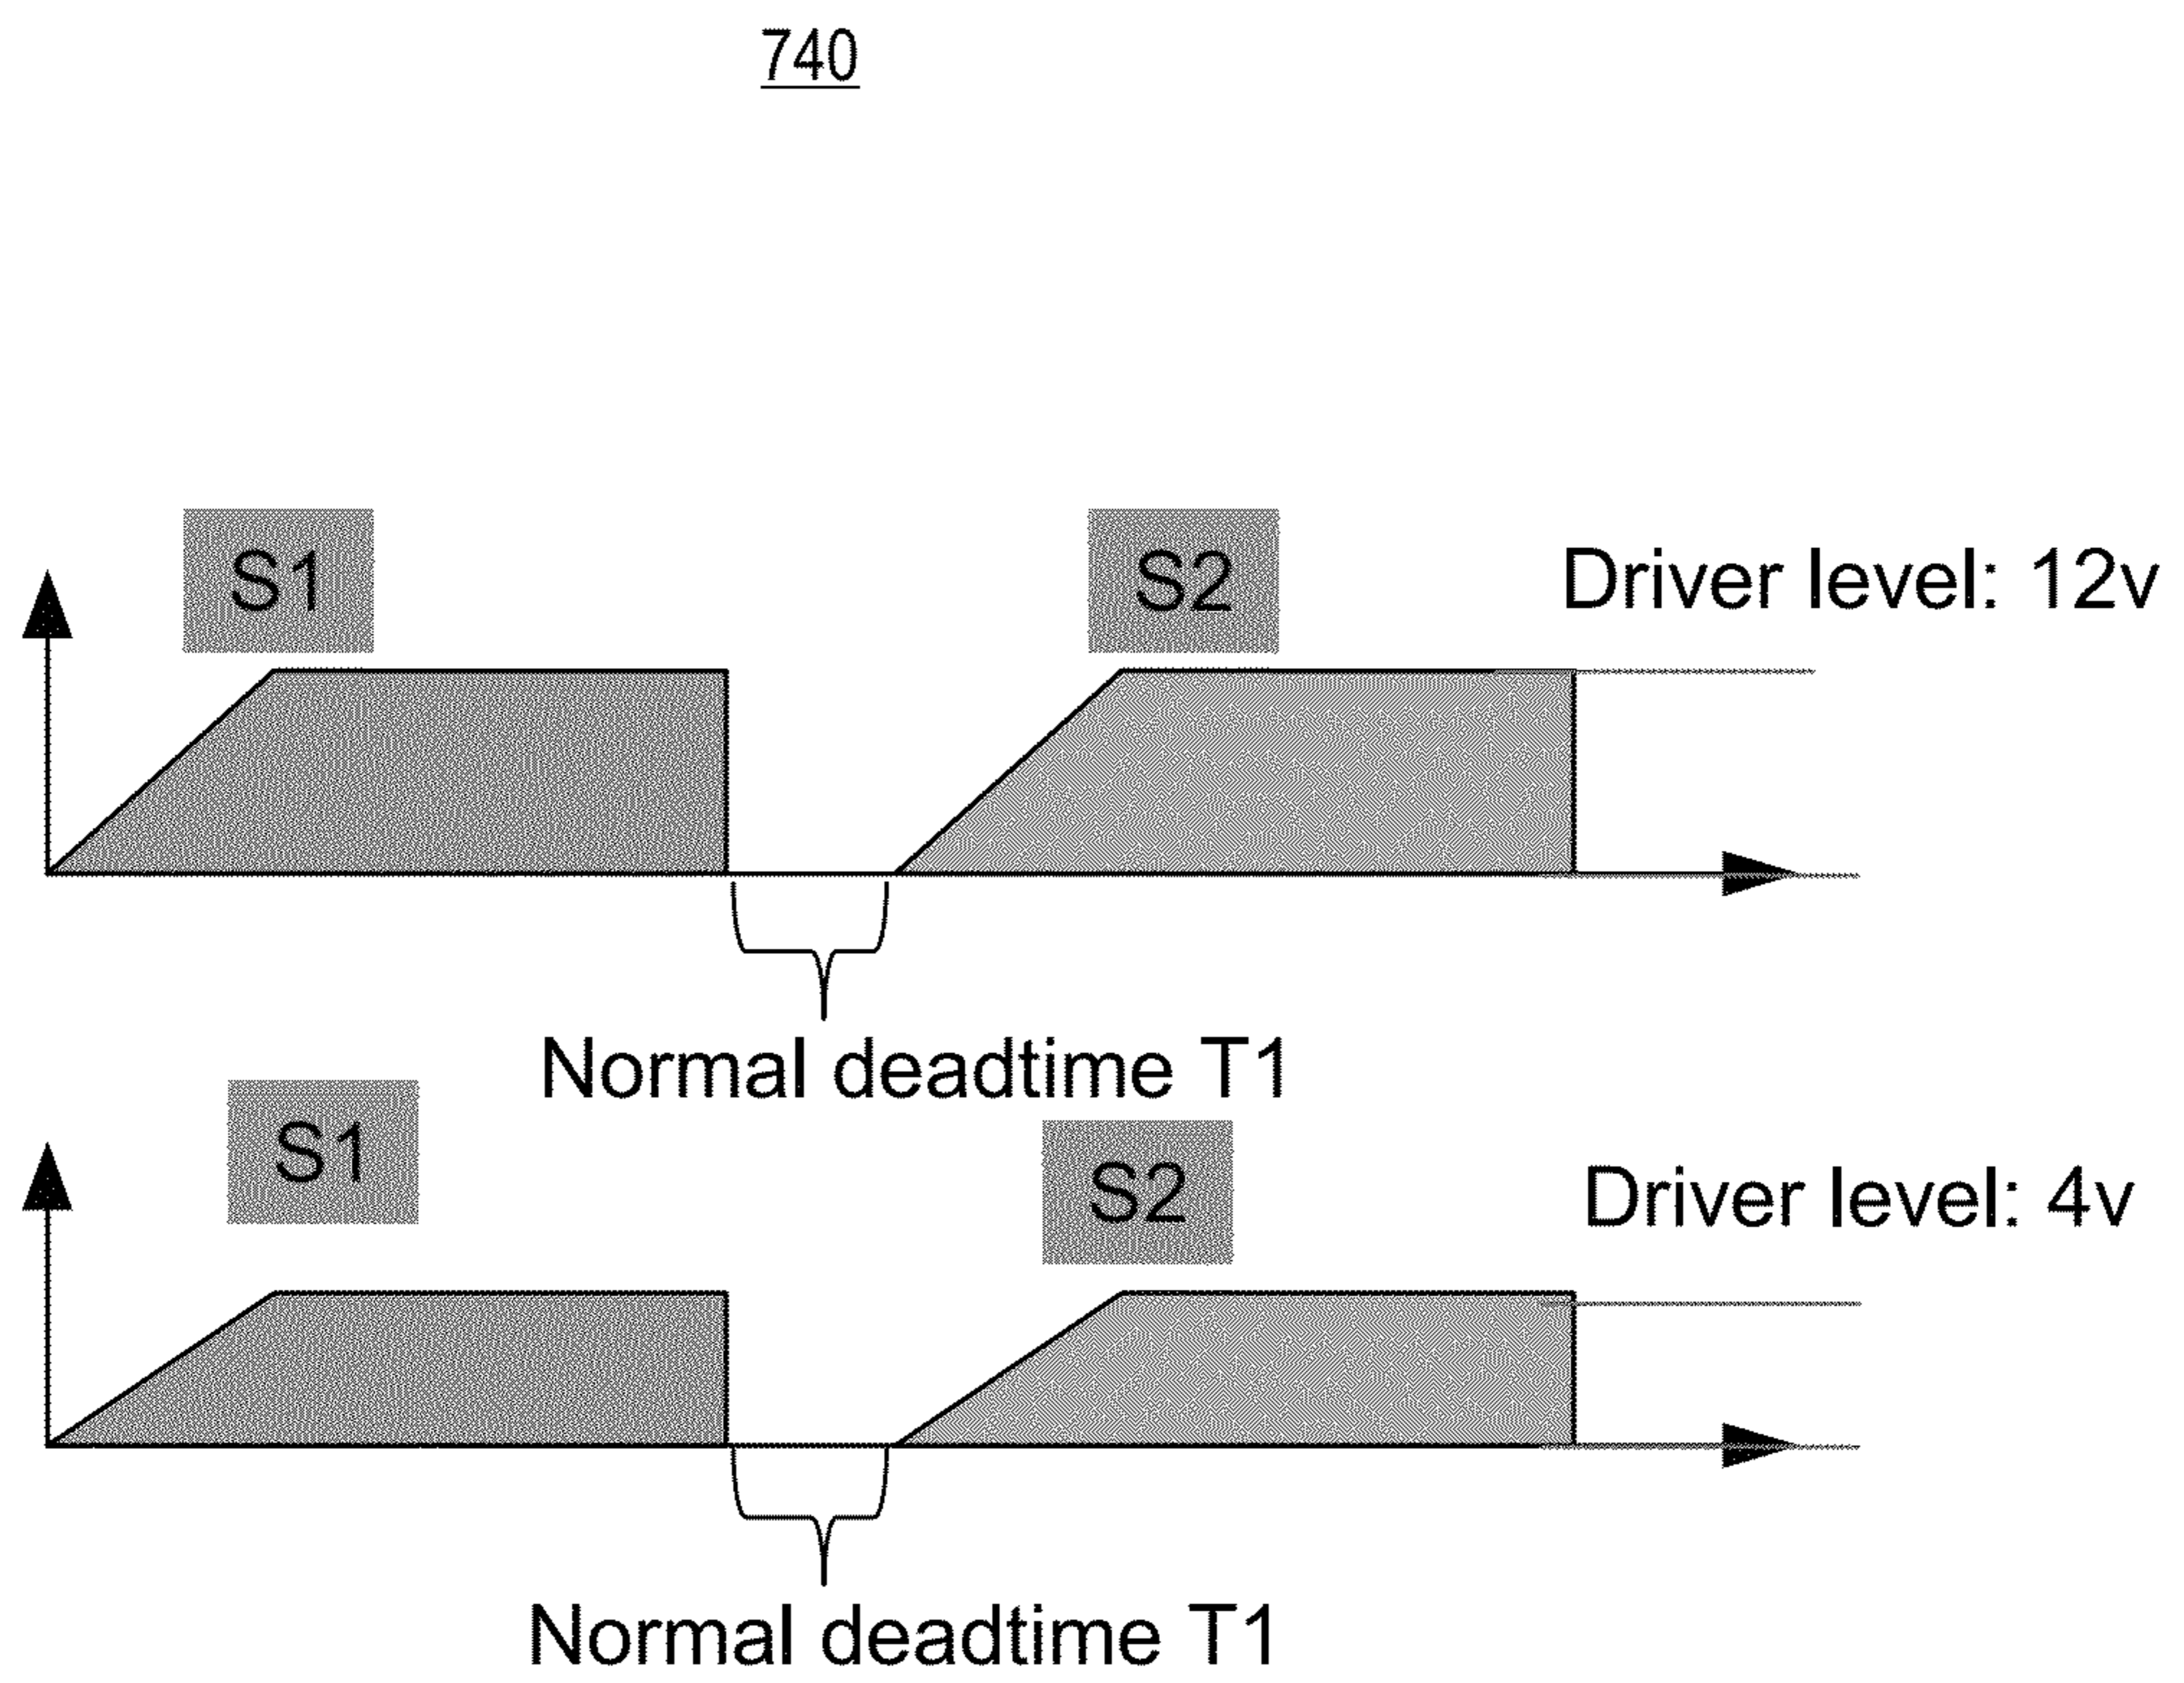 740
S1
S2
Driver level: 12v
Normal deadtime T1
S1
S2
Driver level: 4v
Normal deadtime T1